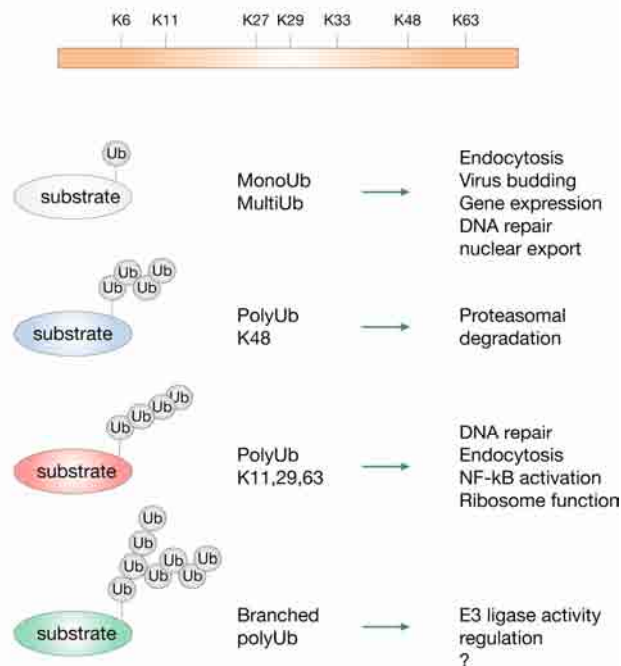 K6 K11 K27 K29 K33 K48 K63
Ub
substrate
MonoUb
MultiUb
Endocytosis
Virus budding
Gene expression
DNA repair
nuclear export
Ub Ub
Ub Ub
substrate
PolyUb
K48
Proteasomal
degradation
Ub
Ub
Ub
Ub
substrate
PolyUb
K11,29,63
DNA repair
Endocytosis
NF-kB activation
Ribosome function
Ub
Ub
Ub Ub Ub
Ub Ub
Ub
substrate
Branched
polyUb
E3 ligase activity
regulation
?